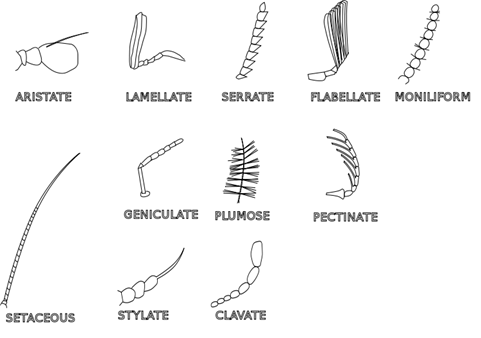 ARISTATE
LAMELLATE
SERRATE
FLABELLATE
MONILIFORM
GENICULATE
PLUMOSE
PECTINATE
SETACEOUS
STYLATE
CLAVATE